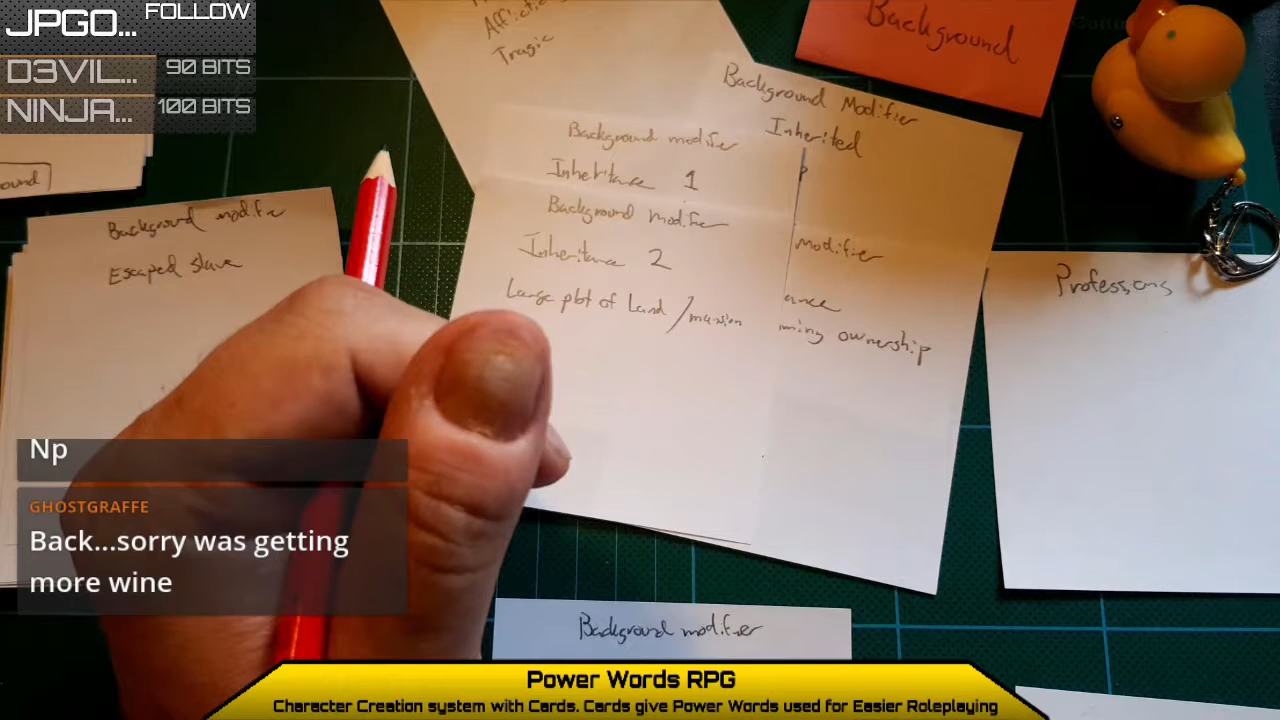 JPGO... FOLLOW
D3VIL... 90 BITS
NINJA... 100 BITS
Tragic
Background
Background Modifier
Inherited
Background modifier
Inheritance 1
Background modifier
Inheritance 2
Large plot of Land / mansion
modifier
ance
ming ownership
ound
Background modifier
Escaped slave
Professions
Np
GHOSTGRAFFE
Back...sorry was getting
more wine
Background modifier
Power Words RPG
Character Creation system with Cards. Cards give Power Words used for Easier Roleplaying